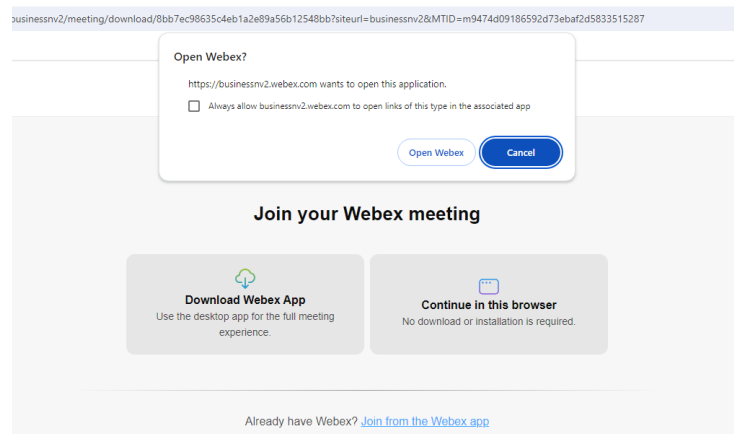 businessnv2/meeting/download/8bb7ec98635c4eb1a2e89a56b12548bb?siteurl=businessnv2&MTID=m9474d09186592d73ebaf2d5833515287
Open Webex?
https://businessnv2.webex.com wants to open this application.
Always allow businessnv2.webex.com to open links of this type in the associated app
Open Webex
Cancel
Join your Webex meeting
Download Webex App
Use the desktop app for the full meeting
experience.
Continue in this browser
No download or installation is required.
Already have Webex? Join from the Webex app